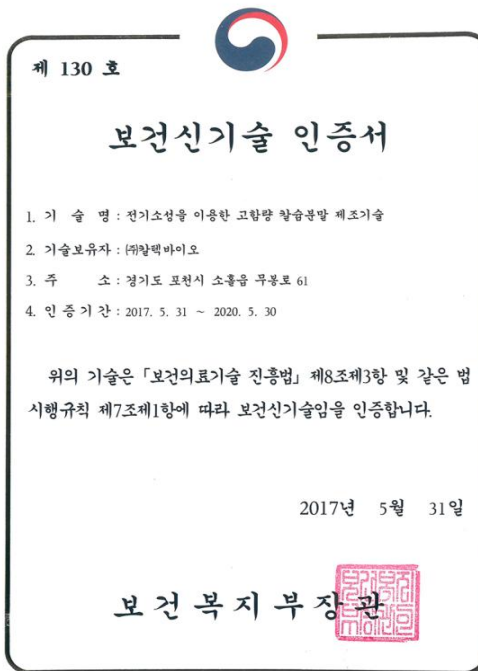 제 130 호
보건신기술 인증서
1. 기 술 명 : 전기소성을 이용한 고함량 칼슘분말 제조기술
2. 기술보유자 : ㈜칼텍바이오
3. 주 소 : 경기도 포천시 소홀읍 무봉로 61
4. 인 증 기 간 : 2017. 5. 31 ~ 2020. 5. 30
위의 기술은 「보건의료기술 진흥법」 제8조제3항 및 같은 법
시행규칙 제7조제1항에 따라 보건신기술임을 인증합니다.
2017년 5월 31일
보건복지부장관